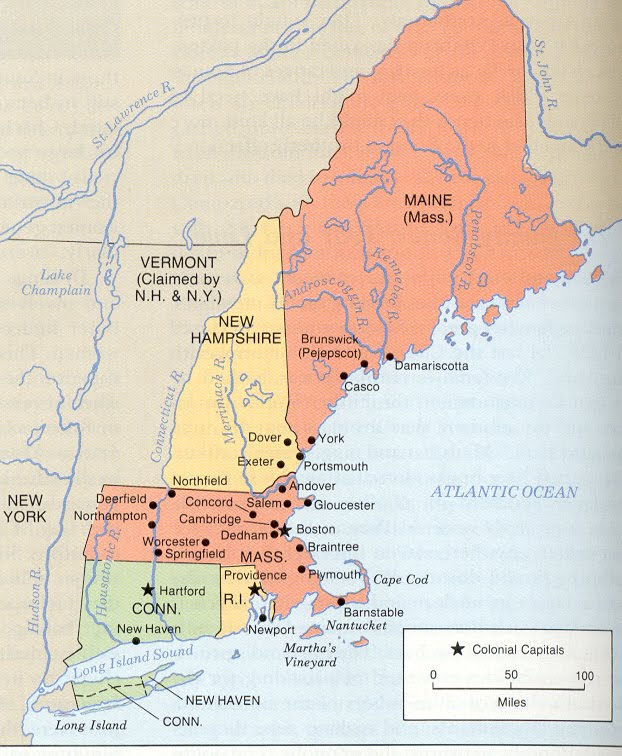 St. Lawrence R.
St. John R.
MAINE
(Mass.)
Penobscot R.
Kennebec R.
Androscoggin R.
Lake
Champlain
VERMONT
(Claimed by
N.H. & N.Y.)
NEW
HAMPSHIRE
Brunswick
(Pejepscot)
Damariscotta
Casco
Connecticut R.
Merrimack R.
Dover
York
Exeter
Portsmouth
Northfield
Andover
Deerfield
Concord
Salem
Gloucester
ATLANTIC OCEAN
NEW
YORK
Northampton
Cambridge
Boston
Dedham
Worcester
Springfield
MASS.
Braintree
Housatonic R.
Hudson R.
Providence
Plymouth
Cape Cod
Hartford
CONN.
R.I.
Barnstable
Nantucket
New Haven
Newport
Martha's
Vineyard
Long Island Sound
NEW HAVEN
CONN.
Long Island
Colonial Capitals
0 50 100
Miles